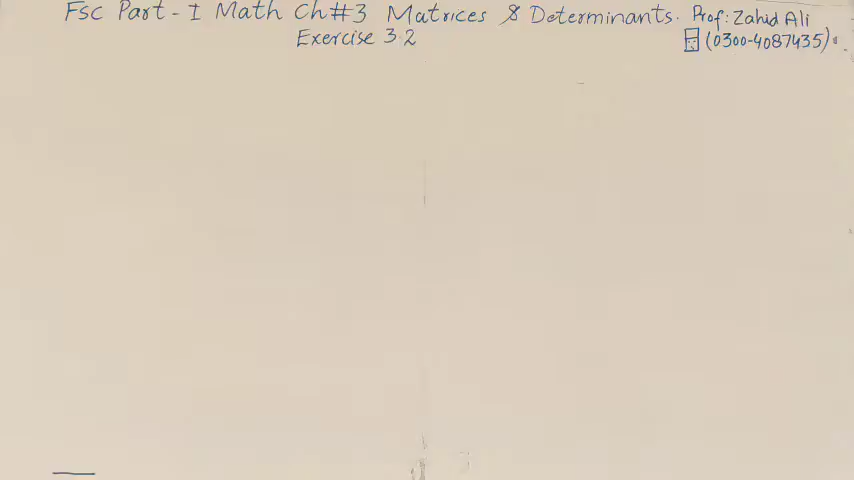 Fsc Part-I Math Ch#3 Matrices & Determinants. Prof: Zahid Ali
Exercise 3.2 (0300-4087435)